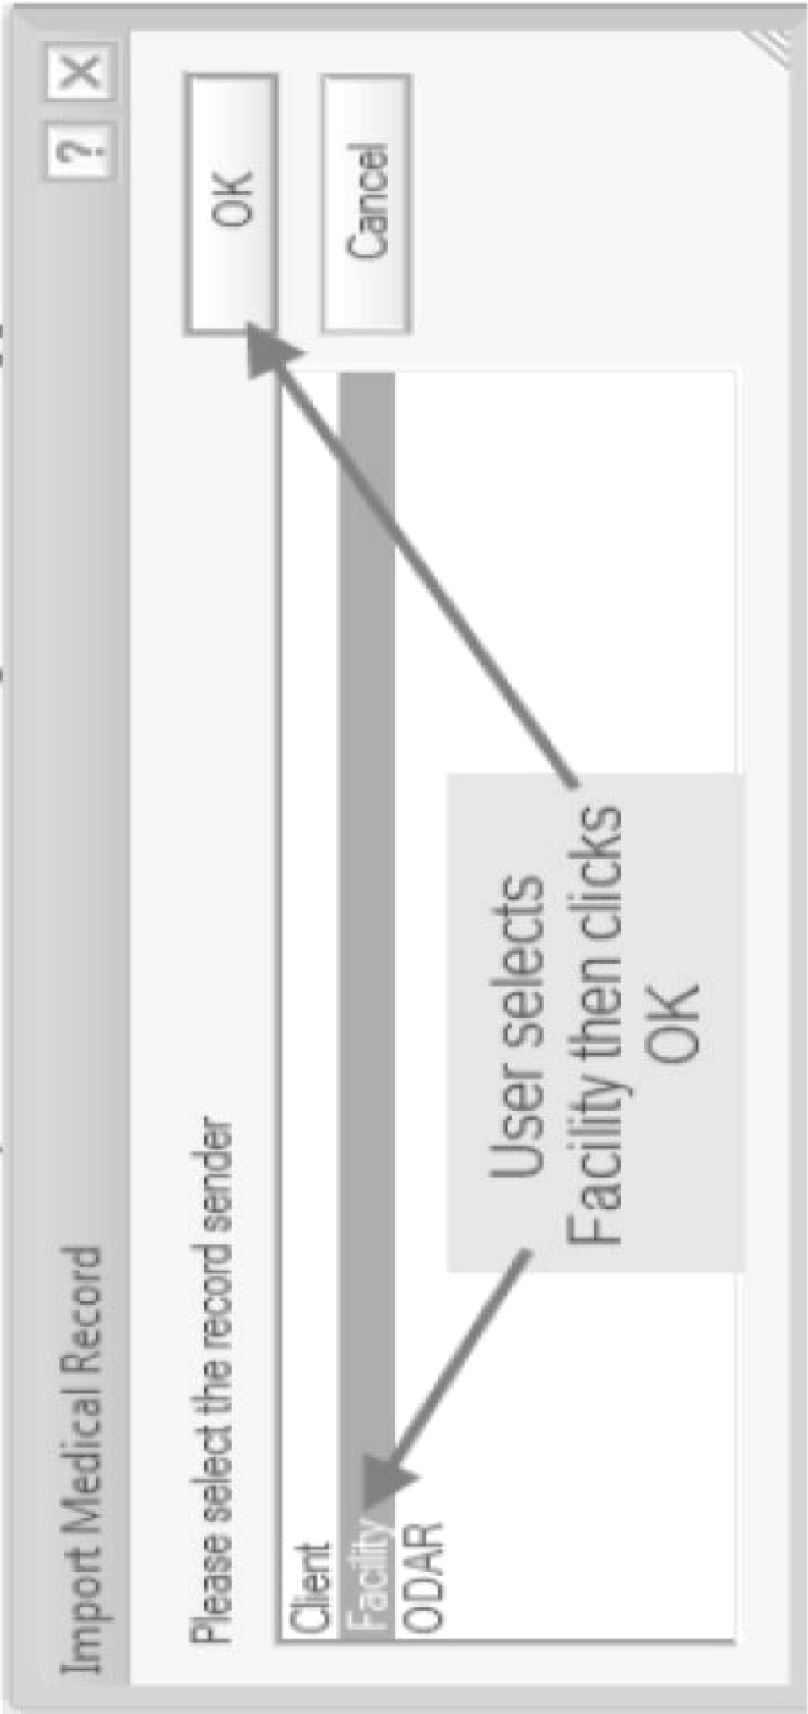 Import Medical Record
? X
Please select the record sender
OK
Client
Facility
ODAR
Cancel
User selects
Facility then clicks
OK